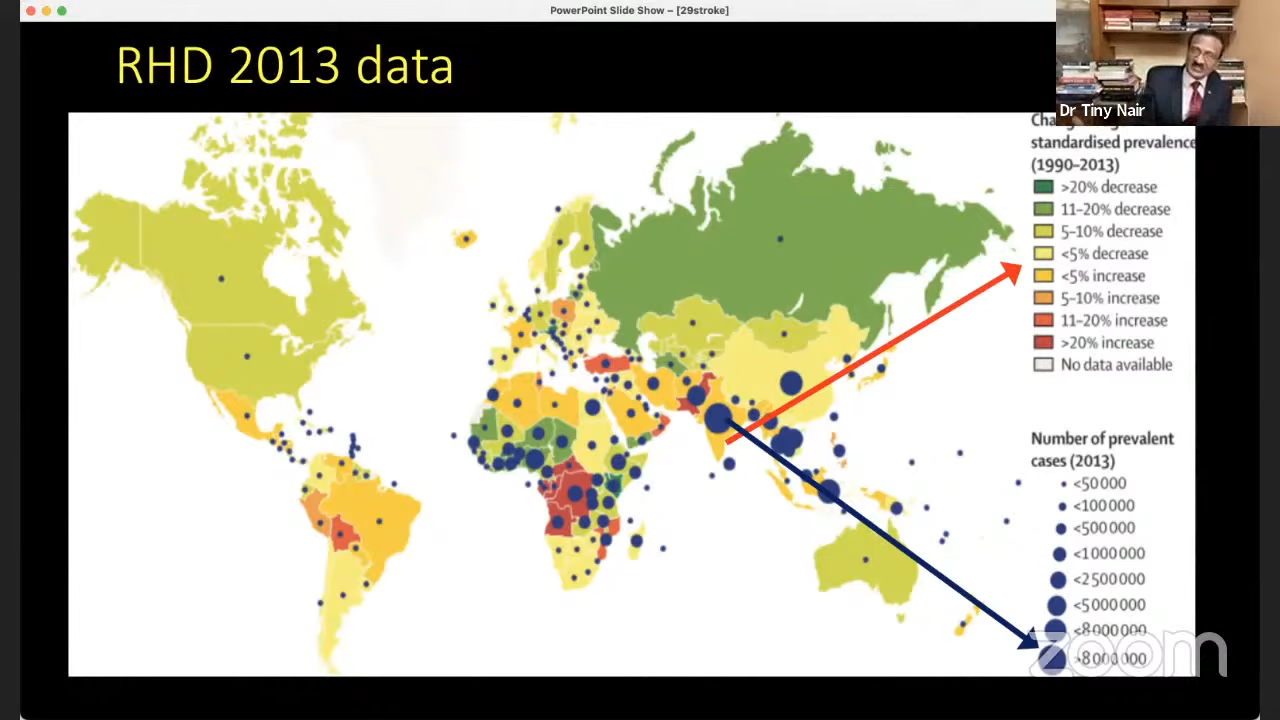 PowerPoint Slide Show – [29stroke]
RHD 2013 data
Dr Tiny Nair
standardised prevalence
(1990–2013)
>20% decrease
11–20% decrease
5–10% decrease
<5% decrease
<5% increase
5–10% increase
11–20% increase
>20% increase
No data available
Number of prevalent
cases (2013)
<50 000
<100 000
<500 000
<1 000 000
<2 500 000
<5 000 000
<8 000 000
>8 000 000
zoom